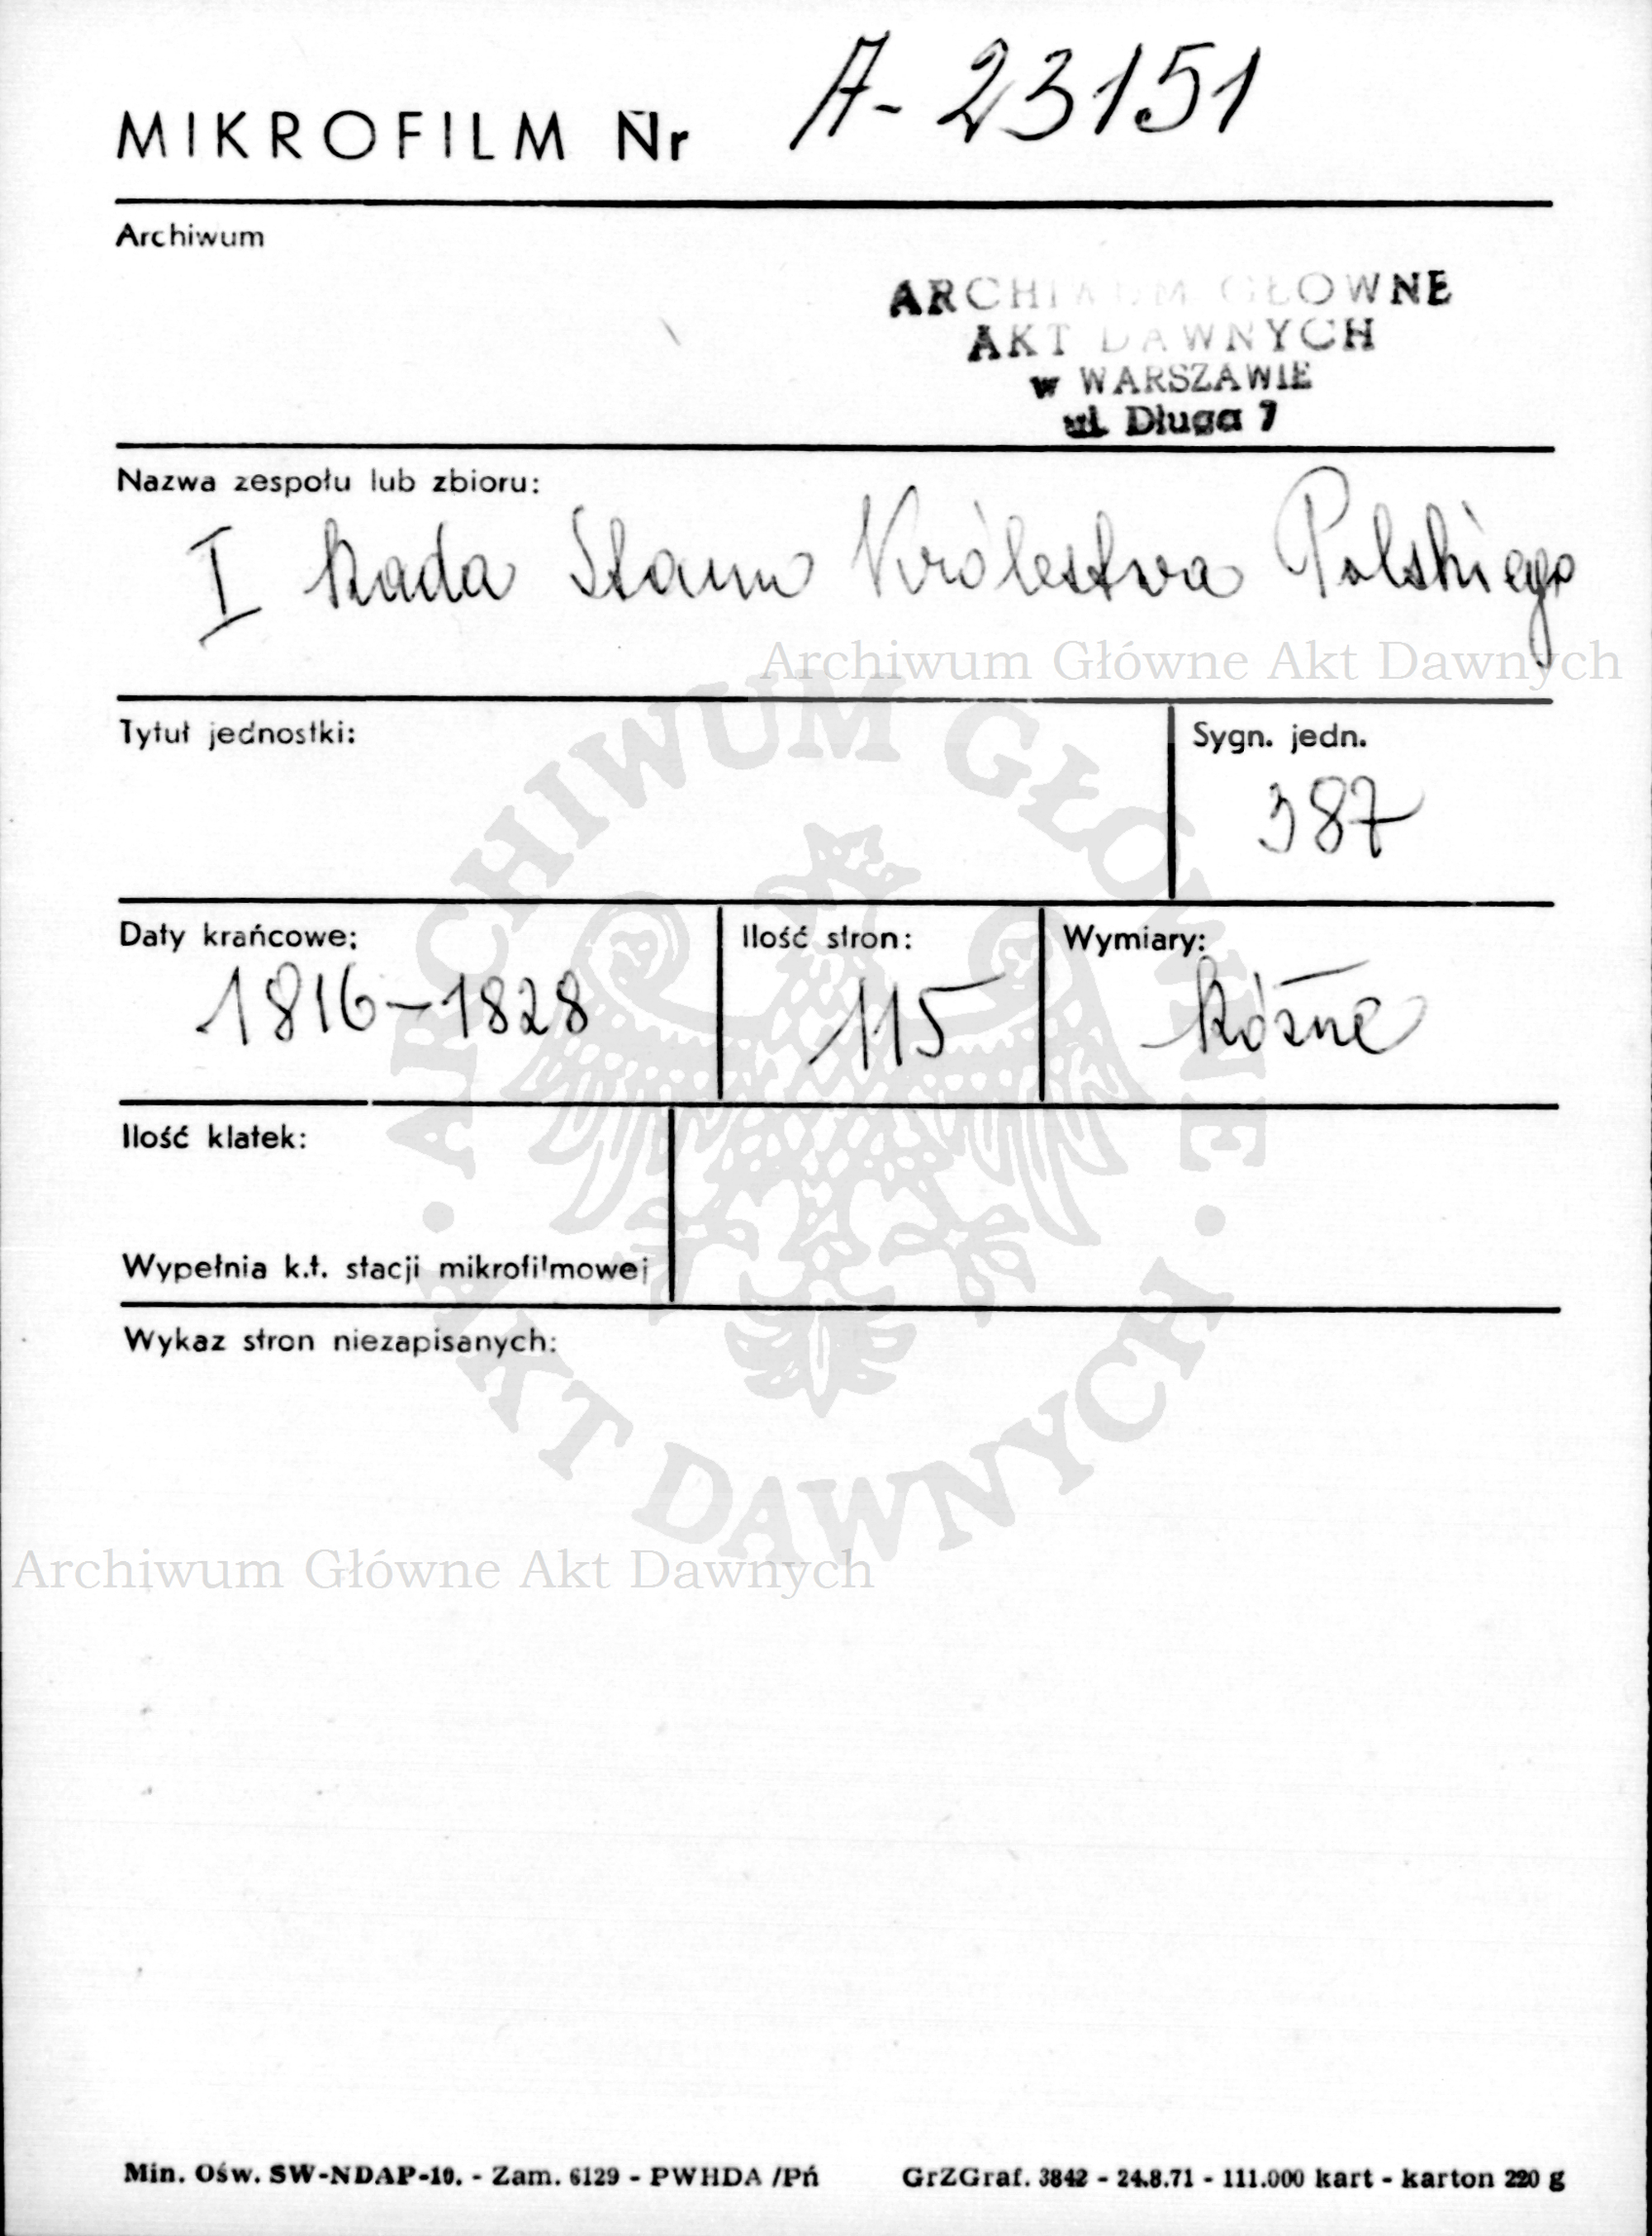 MIKROFILM Nr A-23151
Archiwum
ARCHIWUM GŁOWNE
AKT DAWNYCH
w WARSZAWIE
ul. Długa 7
Nazwa zespołu lub zbioru:
I Rada Stanu Królestwa Polskiego
Archiwum Główne Akt Dawnych
Tytuł jednostki:
Sygn. jedn.
387
Daty krańcowe:
1816-1828
Ilość stron:
115
Wymiary:
Różne
Ilość klatek:
Wypełnia k.t. stacji mikrofilmowej
Wykaz stron niezapisanych:
ARCHIWUM GŁÓWNE
AKT DAWNYCH
Archiwum Główne Akt Dawnych
Min. Ośw. SW-NDAP-10. - Zam. 6129 - PWHDA /Pń GrZGraf. 3842 - 24.8.71 - 111.000 kart - karton 220 g